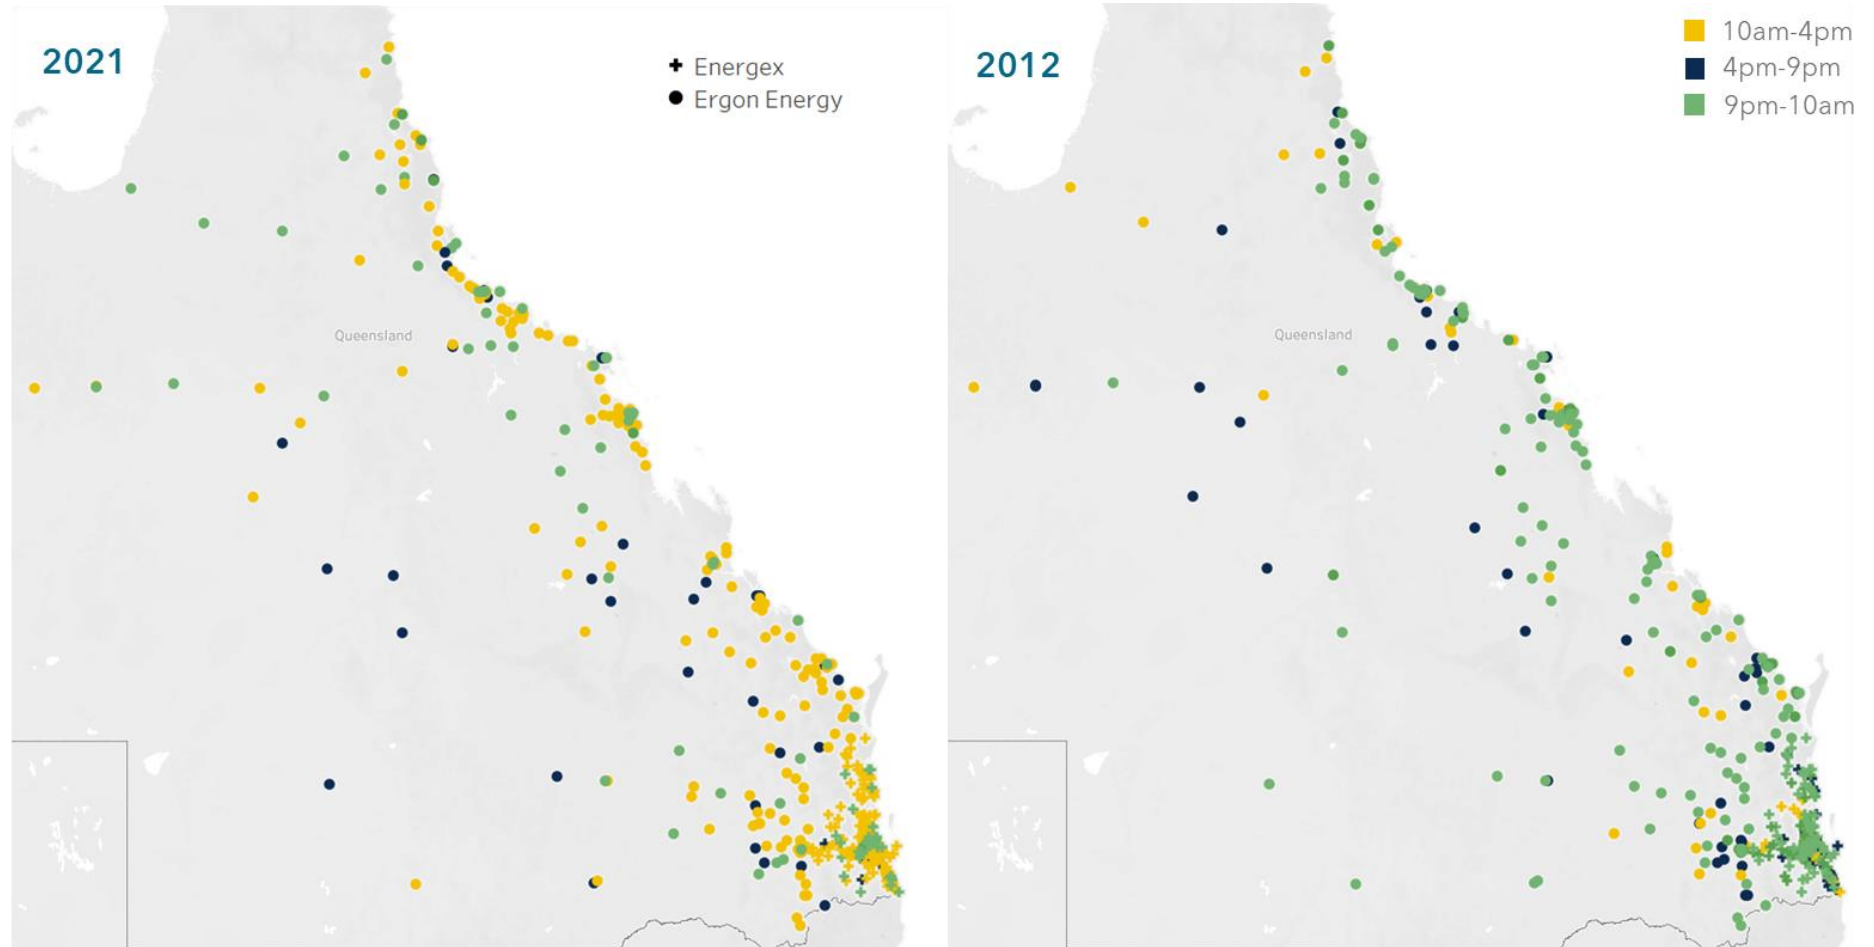 2021
Energex
Ergon Energy
Queensland
2012
10am-4pm
4pm-9pm
9pm-10am
Queensland